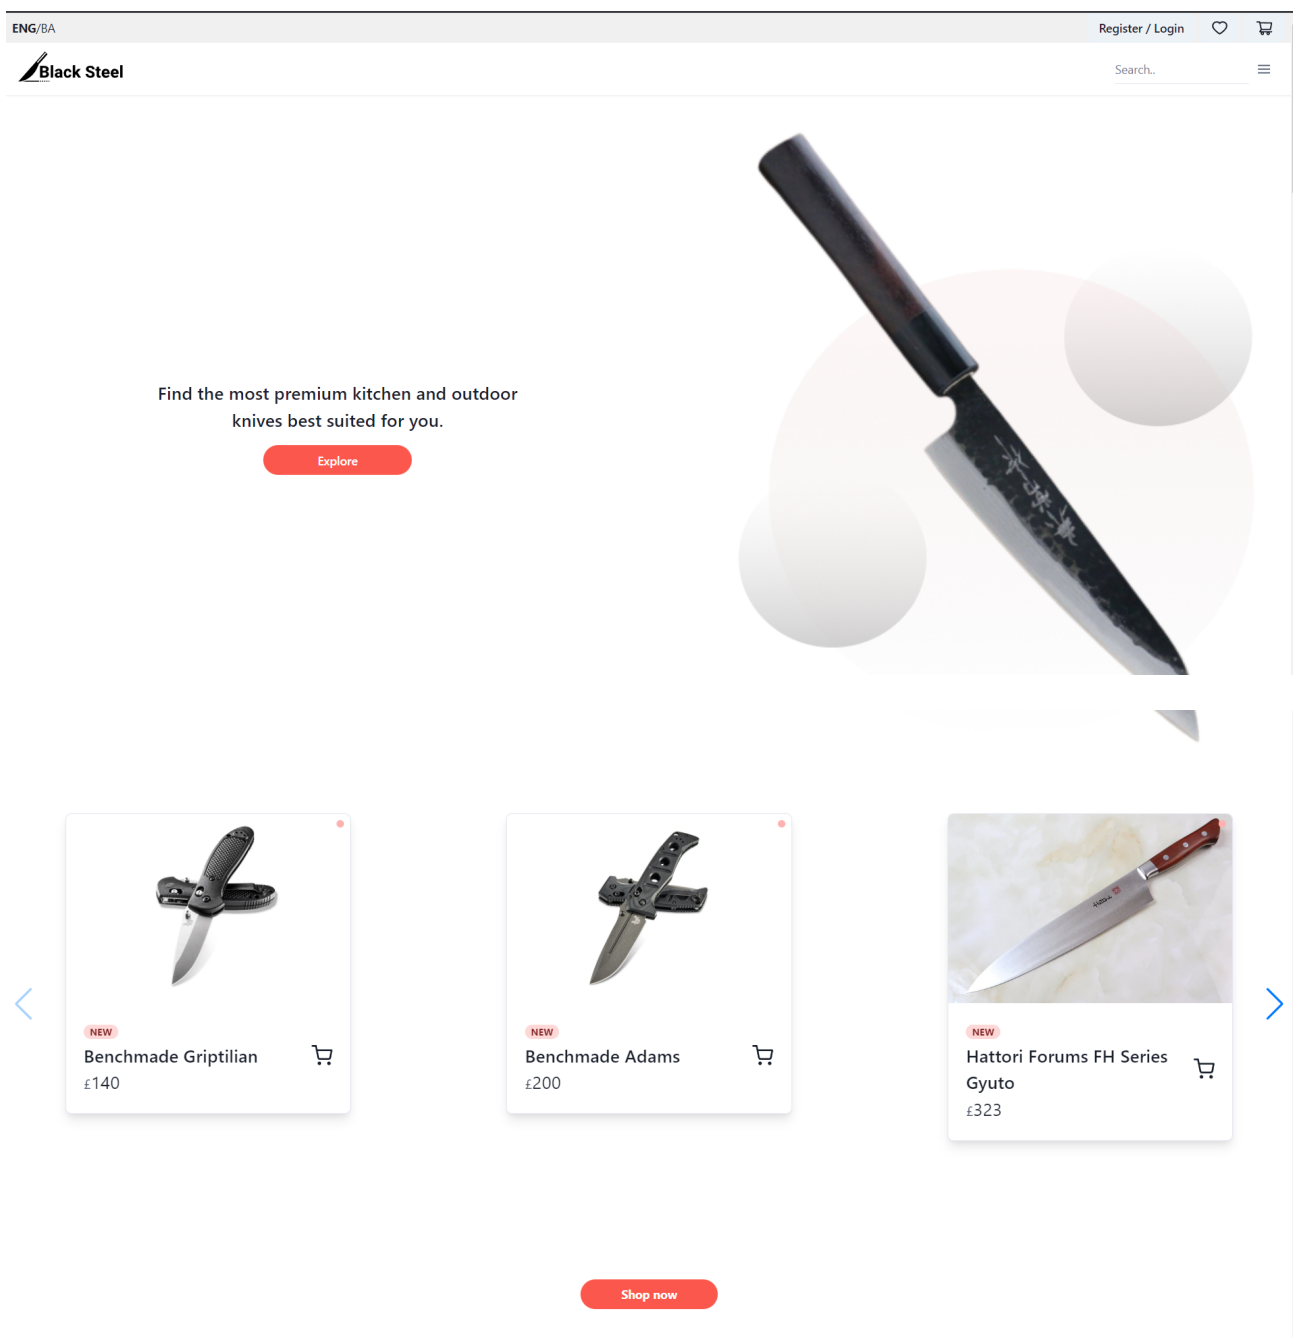 ENG/BA
Register / Login
Black Steel
Search..
Find the most premium kitchen and outdoor
knives best suited for you.
Explore
NEW
Benchmade Griptilian
£140
NEW
Benchmade Adams
£200
NEW
Hattori Forums FH Series
Gyuto
£323
Shop now